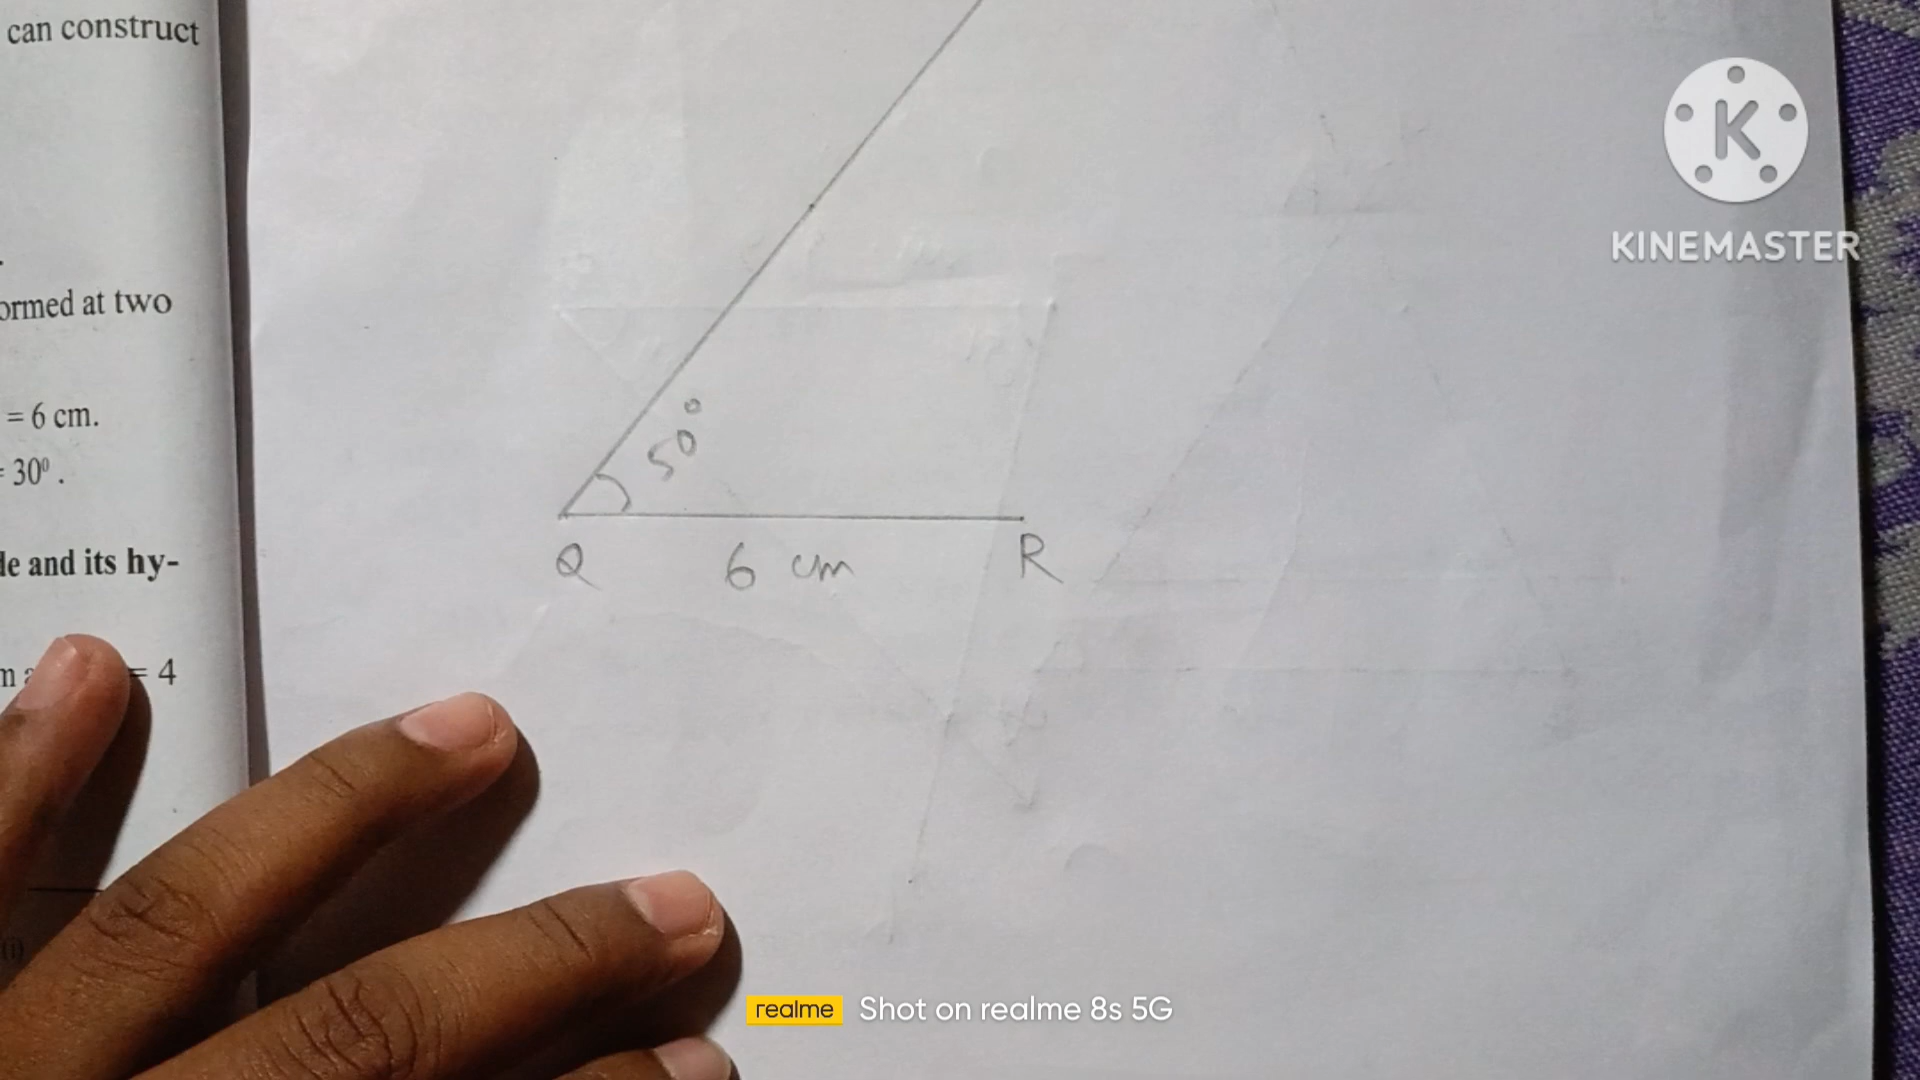 can construct
ormed at two
= 6 cm.
= 30⁰ .
le and its hy-
= 4
(i)
50°
Q 6 cm R
K
KINEMASTER
realme Shot on realme 8s 5G